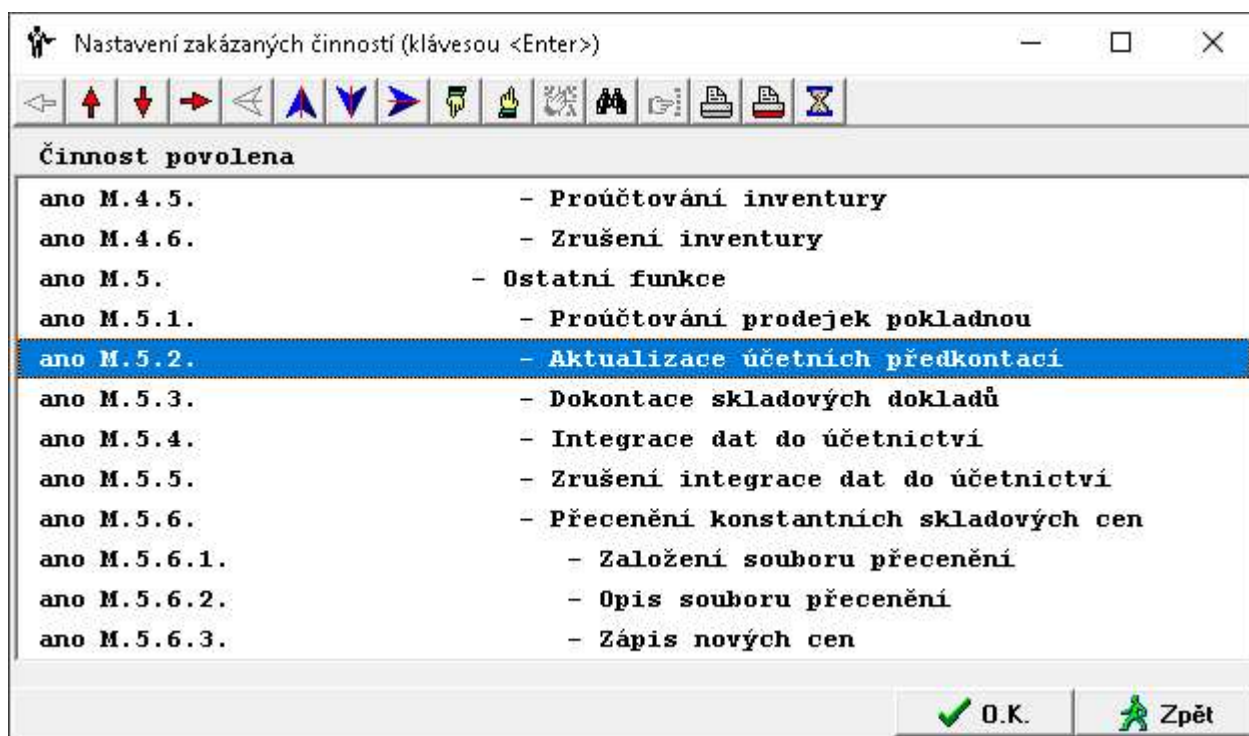 Nastavení zakázaných činností (klávesou <Enter>)
Činnost povolena
ano M.4.5. - Proúčtování inventury
ano M.4.6. - Zrušení inventury
ano M.5. - Ostatní funkce
ano M.5.1. - Proúčtování prodejek pokladnou
ano M.5.2. - Aktualizace účetních předkontací
ano M.5.3. - Dokontace skladových dokladů
ano M.5.4. - Integrace dat do účetnictví
ano M.5.5. - Zrušení integrace dat do účetnictví
ano M.5.6. - Přecenění konstantních skladových cen
ano M.5.6.1. - Založení souboru přecenění
ano M.5.6.2. - Opis souboru přecenění
ano M.5.6.3. - Zápis nových cen
O.K. Zpět